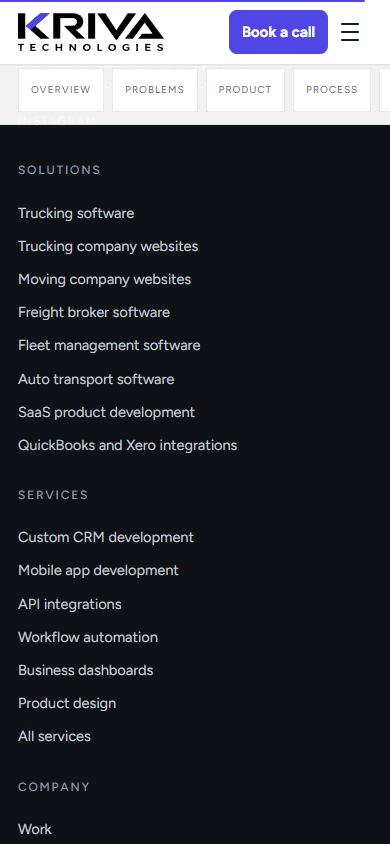 KRIVA
TECHNOLOGIES
Book a call
OVERVIEW
PROBLEMS
PRODUCT
PROCESS
INSTAGRAM
SOLUTIONS
Trucking software
Trucking company websites
Moving company websites
Freight broker software
Fleet management software
Auto transport software
SaaS product development
QuickBooks and Xero integrations
SERVICES
Custom CRM development
Mobile app development
API integrations
Workflow automation
Business dashboards
Product design
All services
COMPANY
Work